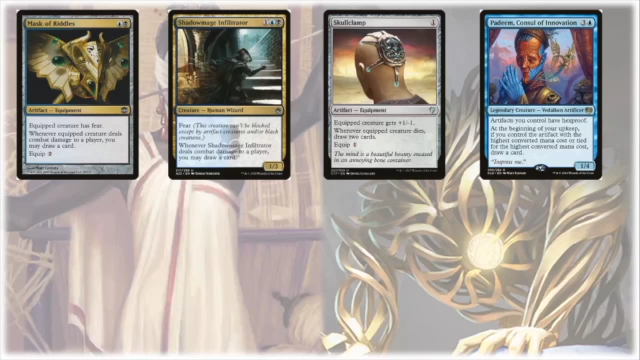 Mask of Riddles
Artifact — Equipment
Equipped creature has fear.
Whenever equipped creature deals
combat damage to a player, you
may draw a card.
Equip 2
Shadowmage Infiltrator
1
Creature — Human Wizard
Fear (This creature can't be blocked
except by artifact creatures and/or black
creatures.)
Whenever Shadowmage Infiltrator
deals combat damage to a player,
you may draw a card.
1/3
Skullclamp
1
Artifact — Equipment
Equipped creature gets +1/-1.
Whenever equipped creature dies,
draw two cards.
Equip 1
The mind is a beautiful bounty encased
in an annoying bone container.
Padeem, Consul of Innovation
3
Legendary Creature — Vedalken Artificer
Artifacts you control have hexproof.
At the beginning of your upkeep,
if you control the artifact with the
highest converted mana cost or tied
for the highest converted mana cost,
draw a card.
"Impress me."
1/4